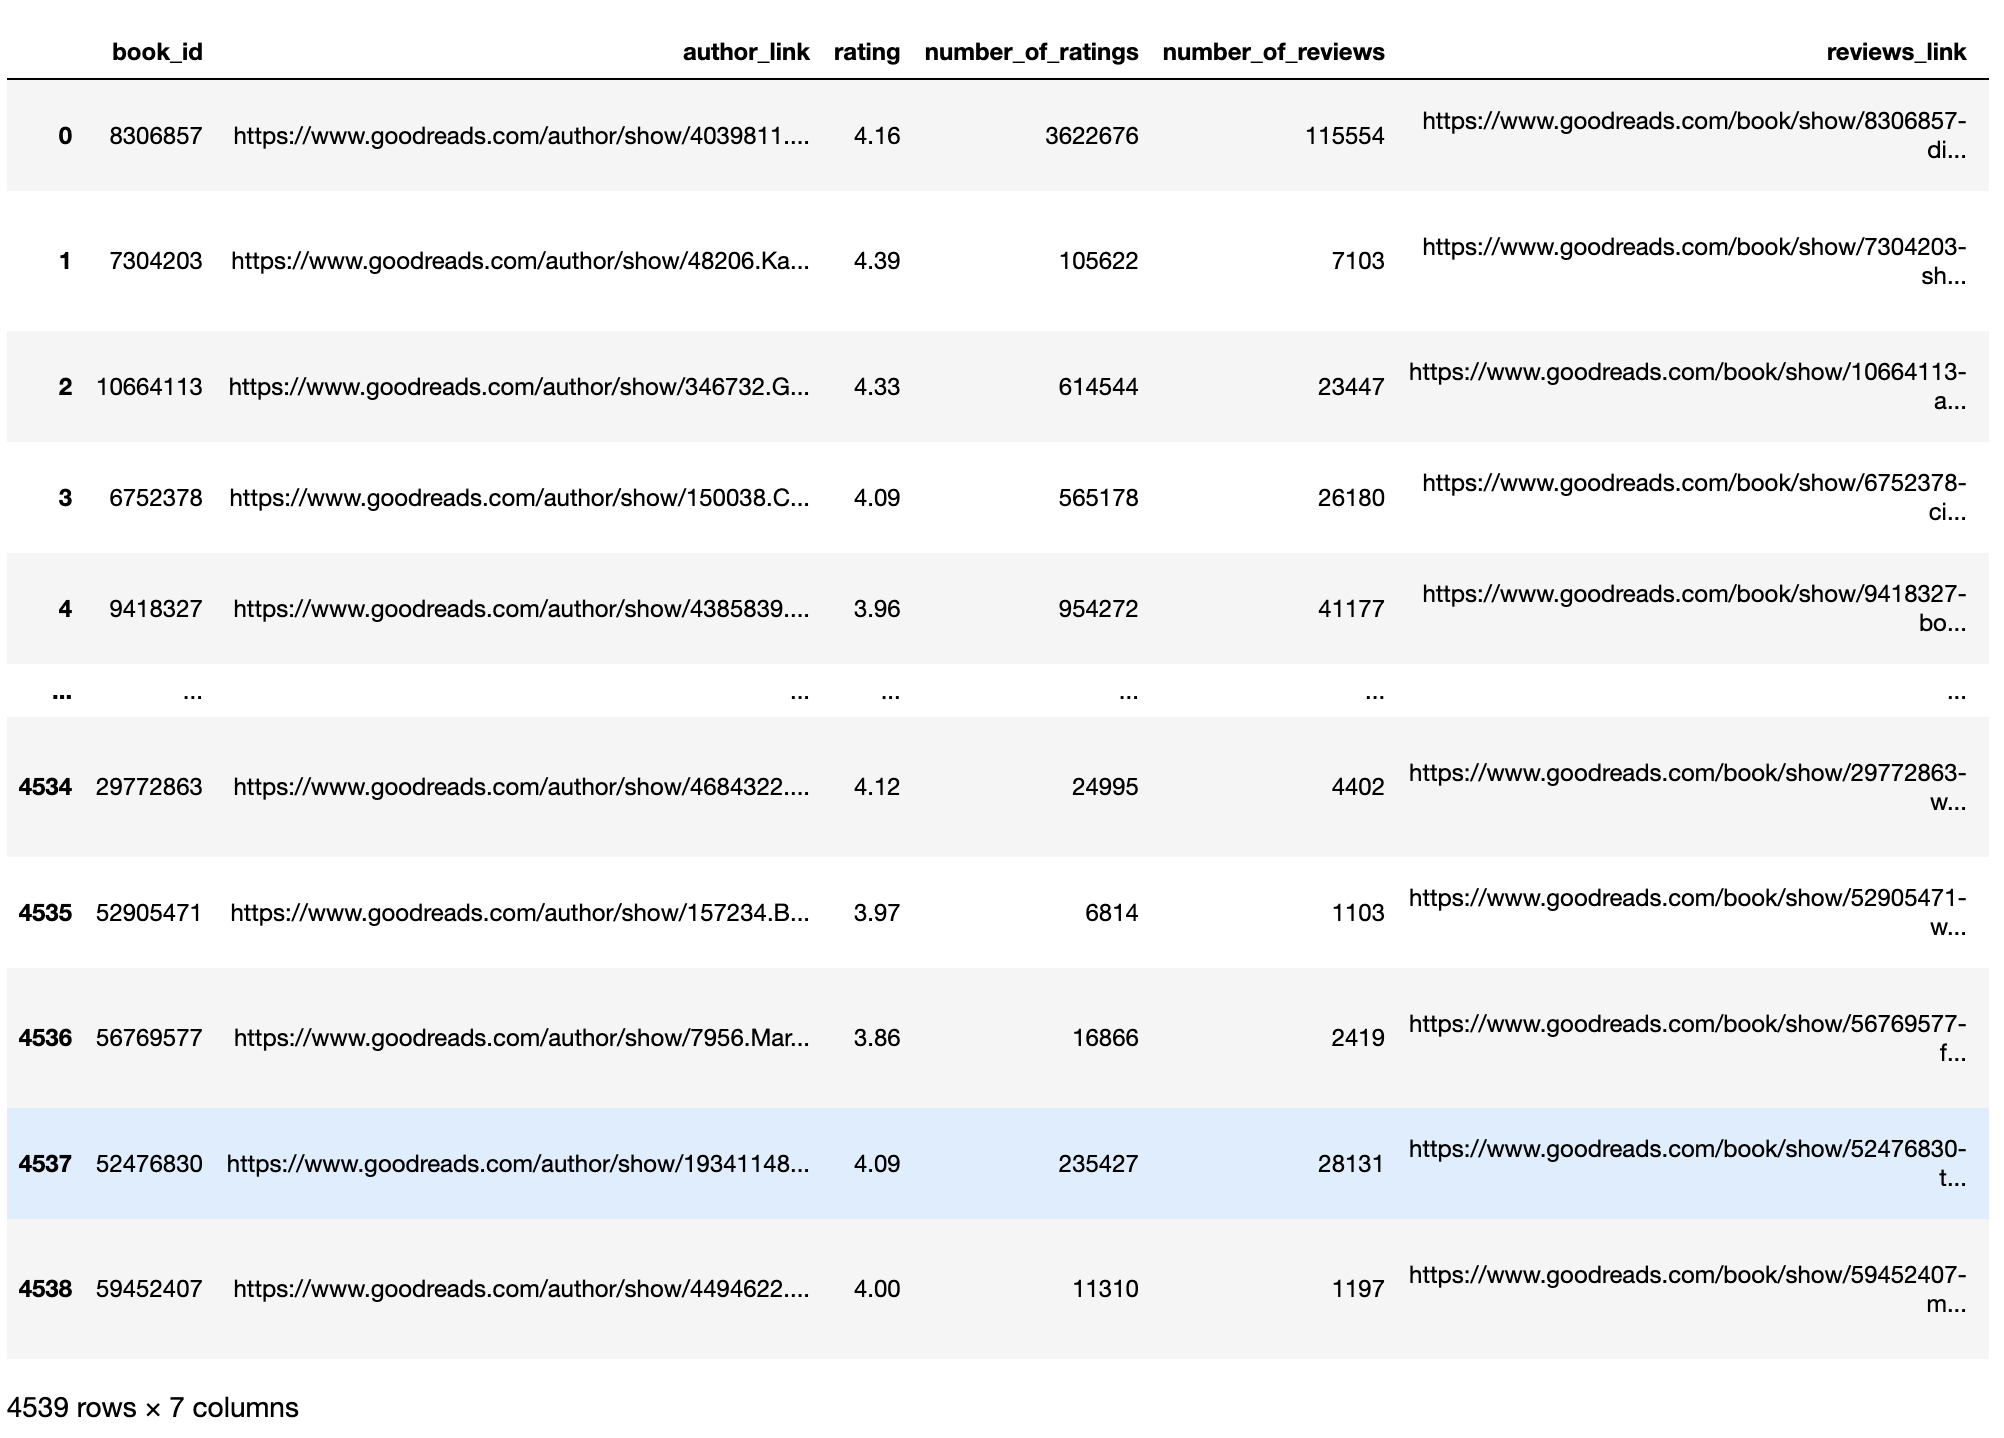 book_id author_link rating number_of_ratings number_of_reviews reviews_link
0 8306857 https://www.goodreads.com/author/show/4039811.... 4.16 3622676 115554 https://www.goodreads.com/book/show/8306857-
di...
1 7304203 https://www.goodreads.com/author/show/48206.Ka... 4.39 105622 7103 https://www.goodreads.com/book/show/7304203-
sh...
2 10664113 https://www.goodreads.com/author/show/346732.G... 4.33 614544 23447 https://www.goodreads.com/book/show/10664113-
a...
3 6752378 https://www.goodreads.com/author/show/150038.C... 4.09 565178 26180 https://www.goodreads.com/book/show/6752378-
ci...
4 9418327 https://www.goodreads.com/author/show/4385839.... 3.96 954272 41177 https://www.goodreads.com/book/show/9418327-
bo...
... ... ... ... ... ... ...
4534 29772863 https://www.goodreads.com/author/show/4684322.... 4.12 24995 4402 https://www.goodreads.com/book/show/29772863-
w...
4535 52905471 https://www.goodreads.com/author/show/157234.B... 3.97 6814 1103 https://www.goodreads.com/book/show/52905471-
w...
4536 56769577 https://www.goodreads.com/author/show/7956.Mar... 3.86 16866 2419 https://www.goodreads.com/book/show/56769577-
f...
4537 52476830 https://www.goodreads.com/author/show/19341148... 4.09 235427 28131 https://www.goodreads.com/book/show/52476830-
t...
4538 59452407 https://www.goodreads.com/author/show/4494622.... 4.00 11310 1197 https://www.goodreads.com/book/show/59452407-
m...
4539 rows × 7 columns